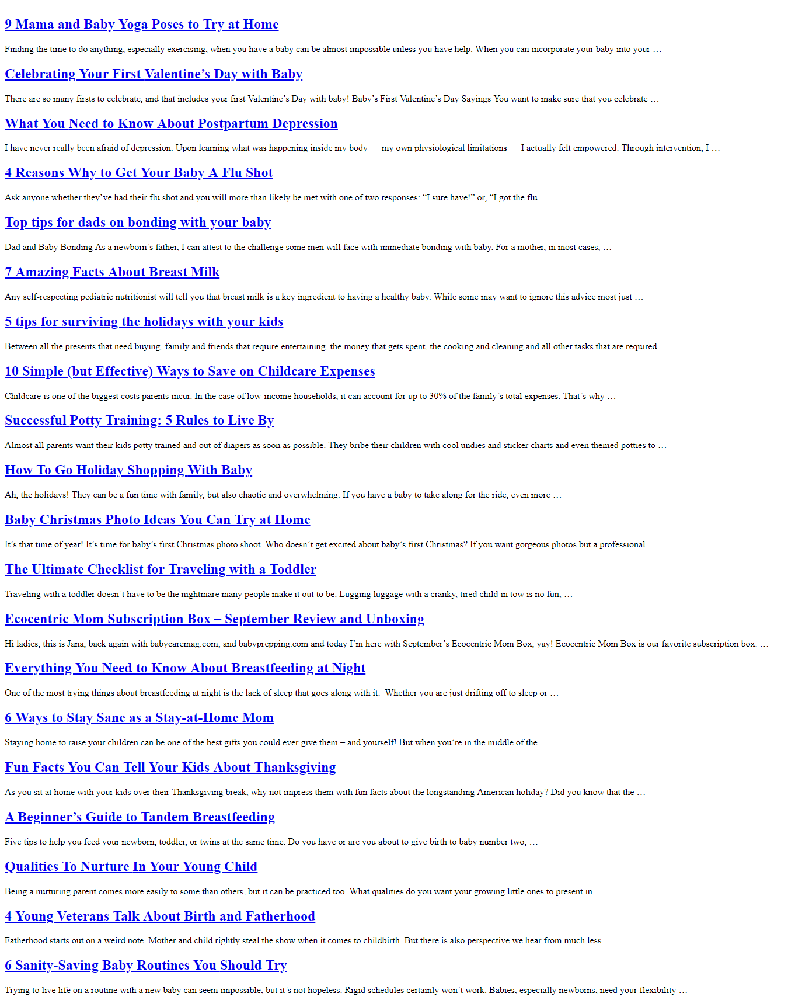 9 Mama and Baby Yoga Poses to Try at Home
Finding the time to do anything, especially exercising, when you have a baby can be almost impossible unless you have help. When you can incorporate your baby into your …
Celebrating Your First Valentine’s Day with Baby
There are so many firsts to celebrate, and that includes your first Valentine’s Day with baby! Baby’s First Valentine’s Day Sayings You want to make sure that you celebrate …
What You Need to Know About Postpartum Depression
I have never really been afraid of depression. Upon learning what was happening inside my body — my own physiological limitations — I actually felt empowered. Through intervention, I …
4 Reasons Why to Get Your Baby A Flu Shot
Ask anyone whether they’ve had their flu shot and you will more than likely be met with one of two responses: “I sure have!” or, “I got the flu …
Top tips for dads on bonding with your baby
Dad and Baby Bonding As a newborn’s father, I can attest to the challenge some men will face with immediate bonding with baby. For a mother, in most cases, …
7 Amazing Facts About Breast Milk
Any self-respecting pediatric nutritionist will tell you that breast milk is a key ingredient to having a healthy baby. While some may want to ignore this advice most just …
5 tips for surviving the holidays with your kids
Between all the presents that need buying, family and friends that require entertaining, the money that gets spent, the cooking and cleaning and all other tasks that are required …
10 Simple (but Effective) Ways to Save on Childcare Expenses
Childcare is one of the biggest costs parents incur. In the case of low-income households, it can account for up to 30% of the family’s total expenses. That’s why …
Successful Potty Training: 5 Rules to Live By
Almost all parents want their kids potty trained and out of diapers as soon as possible. They bribe their children with cool undies and sticker charts and even themed potties to …
How To Go Holiday Shopping With Baby
Ah, the holidays! They can be a fun time with family, but also chaotic and overwhelming. If you have a baby to take along for the ride, even more …
Baby Christmas Photo Ideas You Can Try at Home
It’s that time of year! It’s time for baby’s first Christmas photo shoot. Who doesn’t get excited about baby’s first Christmas? If you want gorgeous photos but a professional …
The Ultimate Checklist for Traveling with a Toddler
Traveling with a toddler doesn’t have to be the nightmare many people make it out to be. Lugging luggage with a cranky, tired child in tow is no fun, …
Ecocentric Mom Subscription Box – September Review and Unboxing
Hi ladies, this is Jana, back again with babycaremag.com, and babyprepping.com and today I’m here with September’s Ecocentric Mom Box, yay! Ecocentric Mom Box is our favorite subscription box. …
Everything You Need to Know About Breastfeeding at Night
One of the most trying things about breastfeeding at night is the lack of sleep that goes along with it.  Whether you are just drifting off to sleep or …
6 Ways to Stay Sane as a Stay-at-Home Mom
Staying home to raise your children can be one of the best gifts you could ever give them – and yourself! But when you’re in the middle of the …
Fun Facts You Can Tell Your Kids About Thanksgiving
As you sit at home with your kids over their Thanksgiving break, why not impress them with fun facts about the longstanding American holiday? Did you know that the …
A Beginner’s Guide to Tandem Breastfeeding
Five tips to help you feed your newborn, toddler, or twins at the same time. Do you have or are you about to give birth to baby number two, …
Qualities To Nurture In Your Young Child
Being a nurturing parent comes more easily to some than others, but it can be practiced too. What qualities do you want your growing little ones to present in …
4 Young Veterans Talk About Birth and Fatherhood
Fatherhood starts out on a weird note. Mother and child rightly steal the show when it comes to childbirth. But there is also perspective we hear from much less …
6 Sanity-Saving Baby Routines You Should Try
Trying to live life on a routine with a new baby can seem impossible, but it’s not hopeless. Rigid schedules certainly won’t work. Babies, especially newborns, need your flexibility …